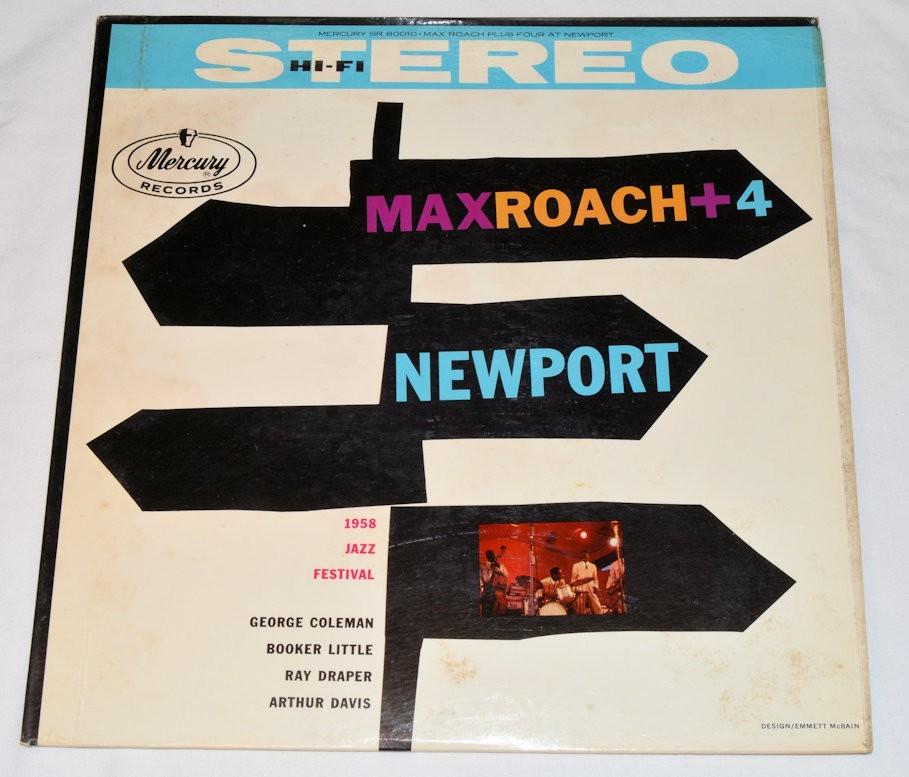 MERCURY SR 80010 • MAX ROACH PLUS FOUR AT NEWPORT
STEREO
HI-FI
Mercury
RECORDS
MAXROACH+4
NEWPORT
1958
JAZZ
FESTIVAL
GEORGE COLEMAN
BOOKER LITTLE
RAY DRAPER
ARTHUR DAVIS
DESIGN/EMMETT McBAIN